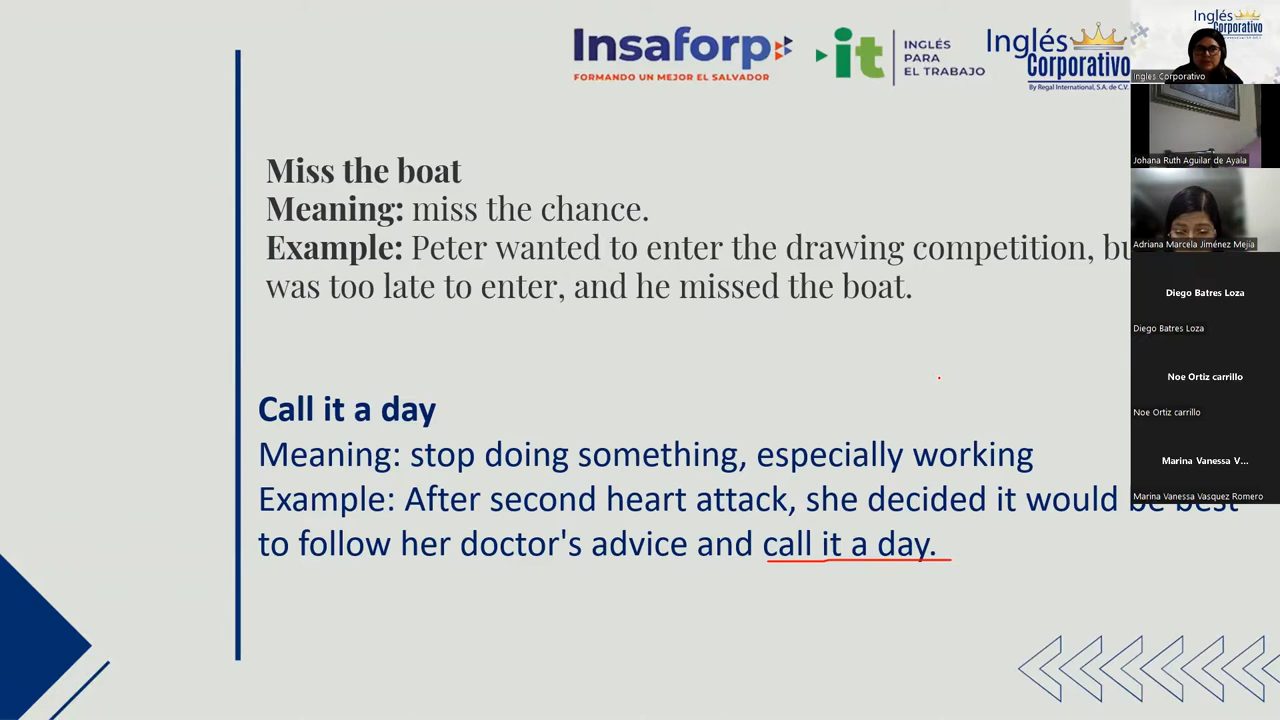 Insaforp
FORMANDO UN MEJOR EL SALVADOR
it
INGLÉS
PARA
EL TRABAJO
Inglés
Corporativo
By Regal International, S.A. de C.V.
Inglés
Corporativo
Ingles Corporativo
Miss the boat
Meaning: miss the chance.
Example: Peter wanted to enter the drawing competition,
was too late to enter, and he missed the boat.
Call it a day
Meaning: stop doing something, especially working
Example: After second heart attack, she decided it would be best
to follow her doctor's advice and call it a day.
Johana Ruth Aguilar de Ayala
Adriana Marcela Jiménez Mejía
Diego Batres Loza
Diego Batres Loza
Noe Ortiz carrillo
Noe Ortiz carrillo
Marina Vanessa V...
Marina Vanessa Vasquez Romero